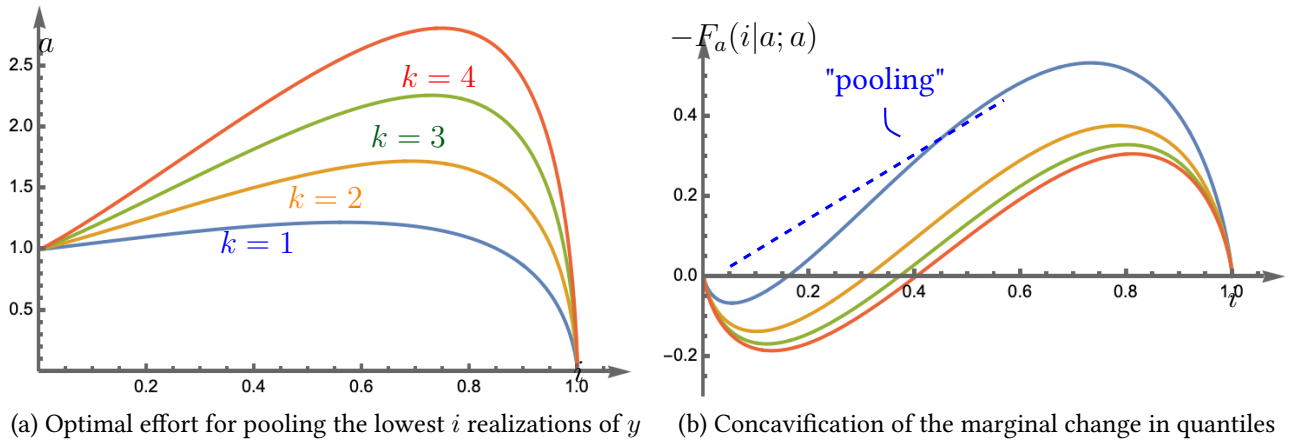 a
2.5
2.0
1.5
1.0
0.5
k = 4
k = 3
k = 2
k = 1
0.2
0.4
0.6
0.8
1.0
i
(a) Optimal effort for pooling the lowest i realizations of y
−F_a(i|a; a)
"pooling"
0.4
0.2
0.0
−0.2
0.2
0.4
0.6
0.8
1.0
i
(b) Concavification of the marginal change in quantiles